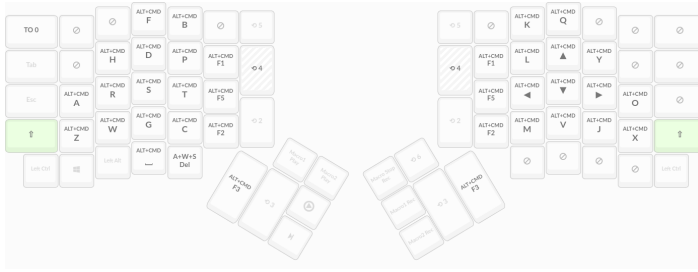 TO 0
ALT+CMD
F
ALT+CMD
B
5
5
ALT+CMD
K
ALT+CMD
Q
Tab
ALT+CMD
H
ALT+CMD
D
ALT+CMD
P
ALT+CMD
F1
4
4
ALT+CMD
F1
ALT+CMD
L
ALT+CMD
▲
ALT+CMD
Y
Esc
ALT+CMD
A
ALT+CMD
R
ALT+CMD
S
ALT+CMD
T
ALT+CMD
F5
ALT+CMD
F5
ALT+CMD
◀
ALT+CMD
▼
ALT+CMD
▶
ALT+CMD
O
⇧
ALT+CMD
Z
ALT+CMD
W
ALT+CMD
G
ALT+CMD
C
ALT+CMD
F2
2
2
ALT+CMD
F2
ALT+CMD
M
ALT+CMD
V
ALT+CMD
J
ALT+CMD
X
⇧
Left Ctrl
Left Alt
ALT+CMD
A+W+S
Del
Left Ctrl
ALT+CMD
F3
ALT+CMD
F3